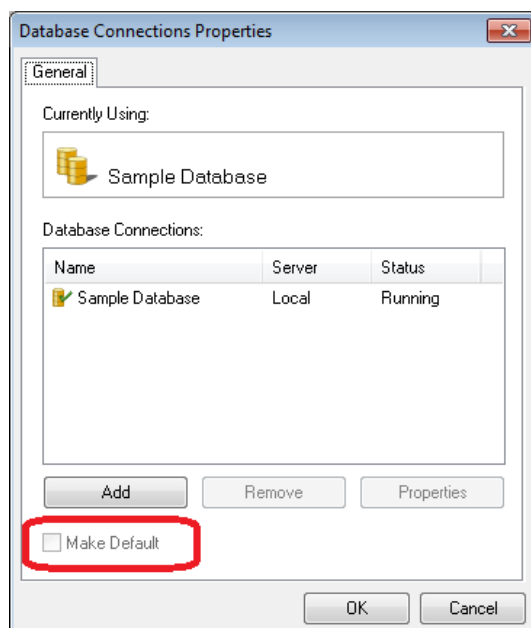 Database Connections Properties
General
Currently Using:
Sample Database
Database Connections:
Name Server Status
Sample Database Local Running
Add Remove Properties
Make Default
OK Cancel